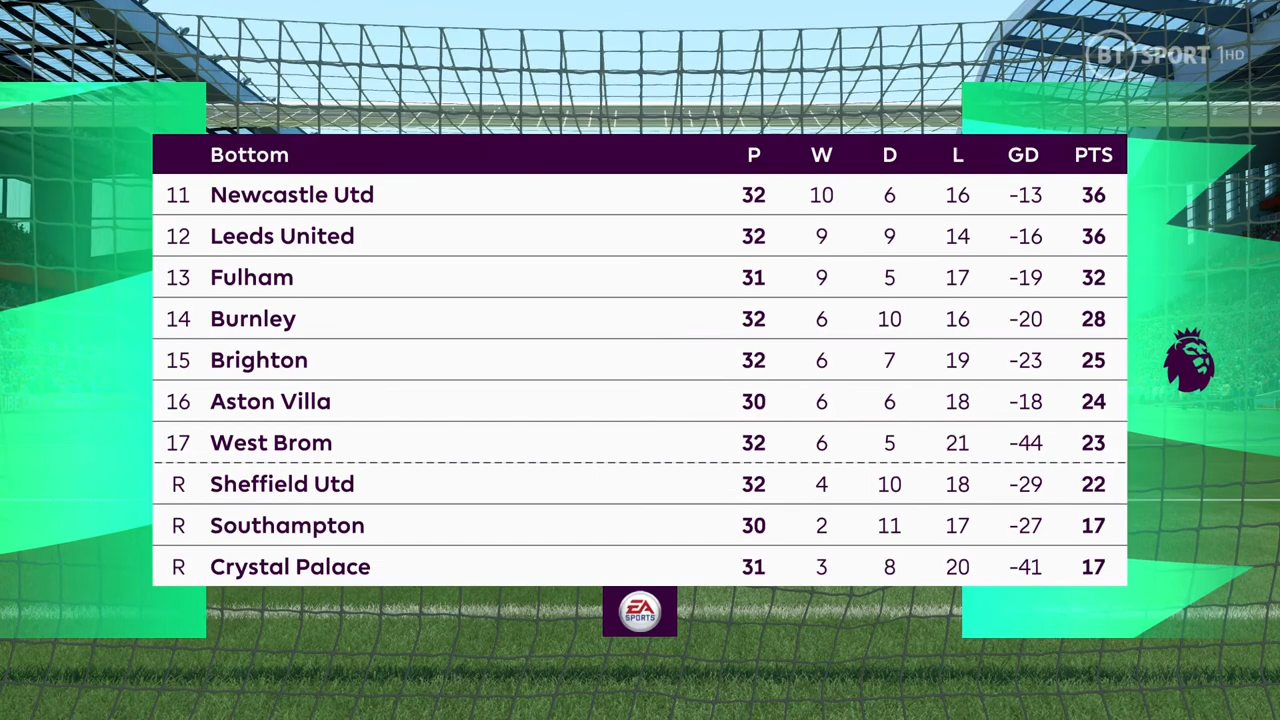 BT SPORT 1HD
Bottom P W D L GD PTS
11 Newcastle Utd 32 10 6 16 -13 36
12 Leeds United 32 9 9 14 -16 36
13 Fulham 31 9 5 17 -19 32
14 Burnley 32 6 10 16 -20 28
15 Brighton 32 6 7 19 -23 25
16 Aston Villa 30 6 6 18 -18 24
17 West Brom 32 6 5 21 -44 23
R Sheffield Utd 32 4 10 18 -29 22
R Southampton 30 2 11 17 -27 17
R Crystal Palace 31 3 8 20 -41 17
EA
SPORTS